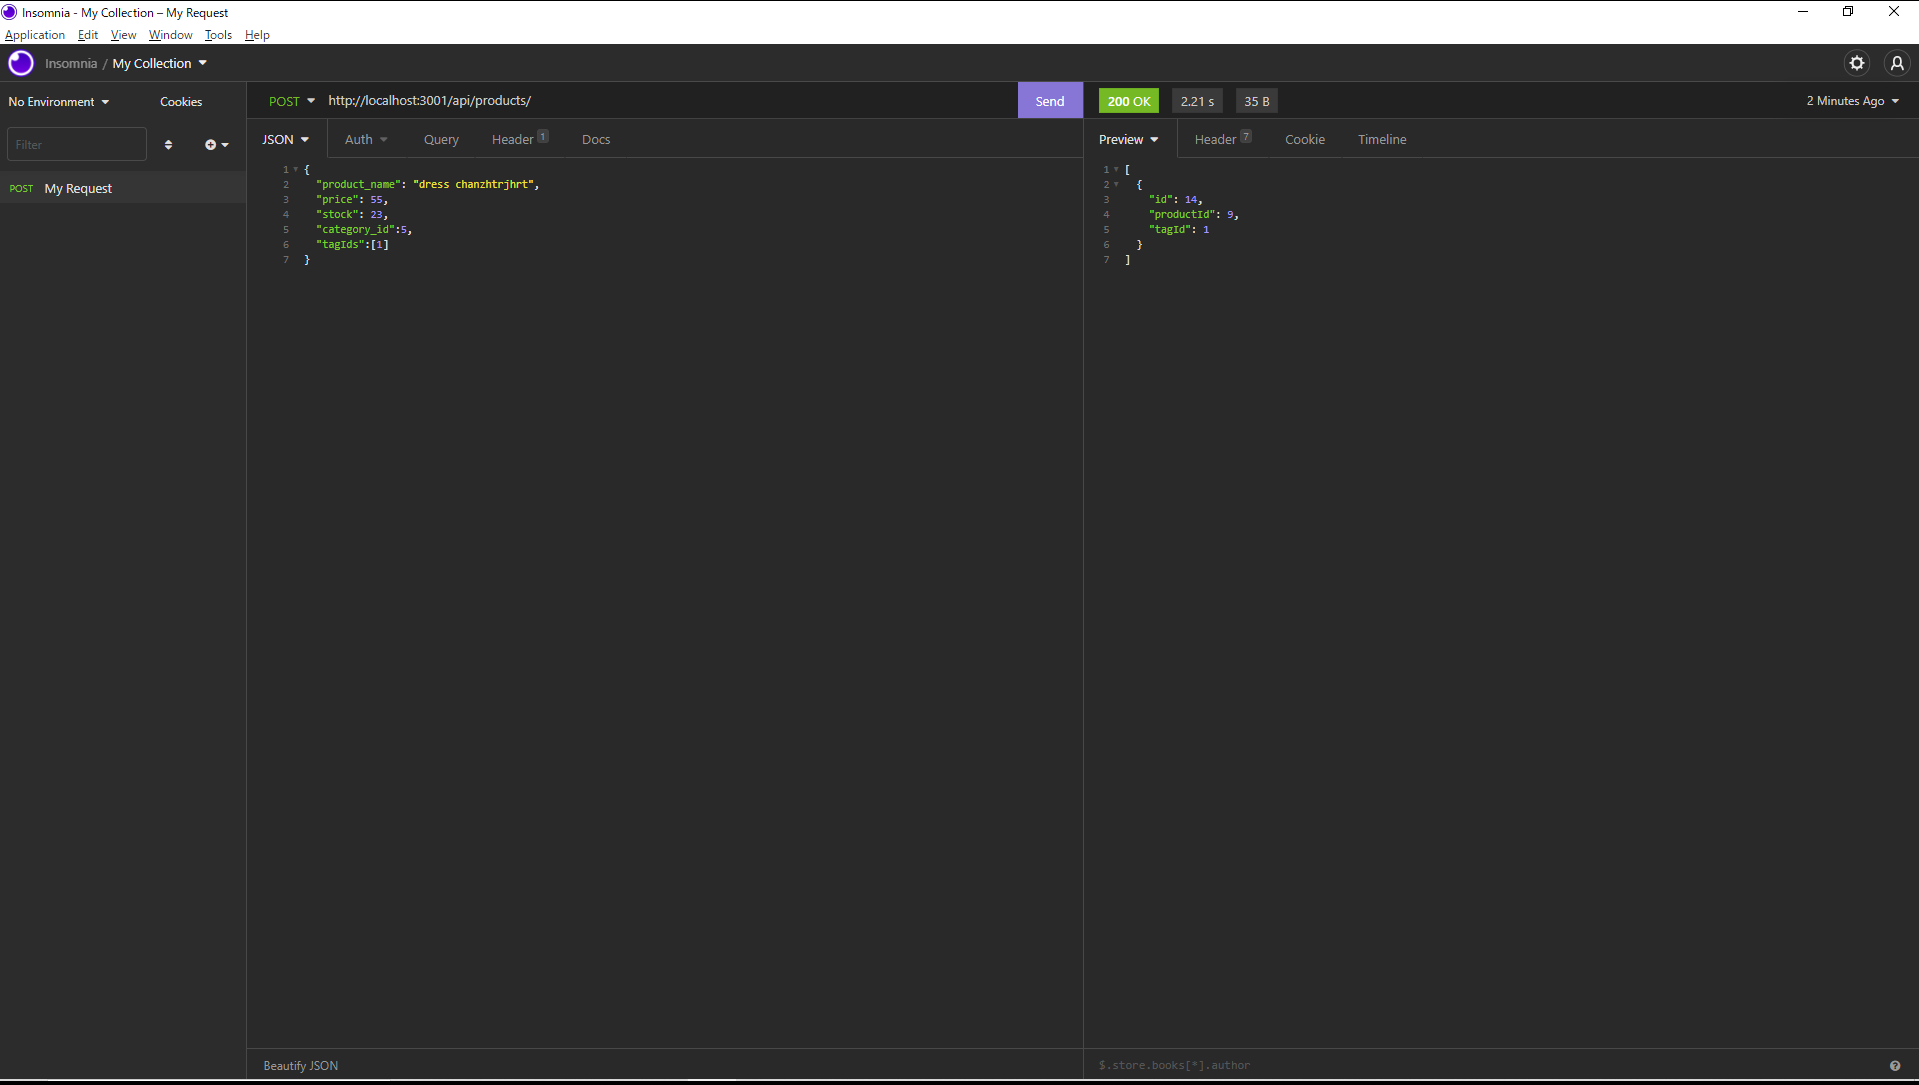 Insomnia - My Collection – My Request
Application Edit View Window Tools Help
Insomnia / My Collection
No Environment Cookies
Filter
POST My Request
POST http://localhost:3001/api/products/ Send
JSON Auth Query Header 1 Docs
1 {
2 "product_name": "dress chanzhtrjhrt",
3 "price": 55,
4 "stock": 23,
5 "category_id":5,
6 "tagIds":[1]
7 }
Beautify JSON
200 OK 2.21 s 35 B 2 Minutes Ago
Preview Header 7 Cookie Timeline
1 [
2 {
3 "id": 14,
4 "productId": 9,
5 "tagId": 1
6 }
7 ]
$.store.books[*].author